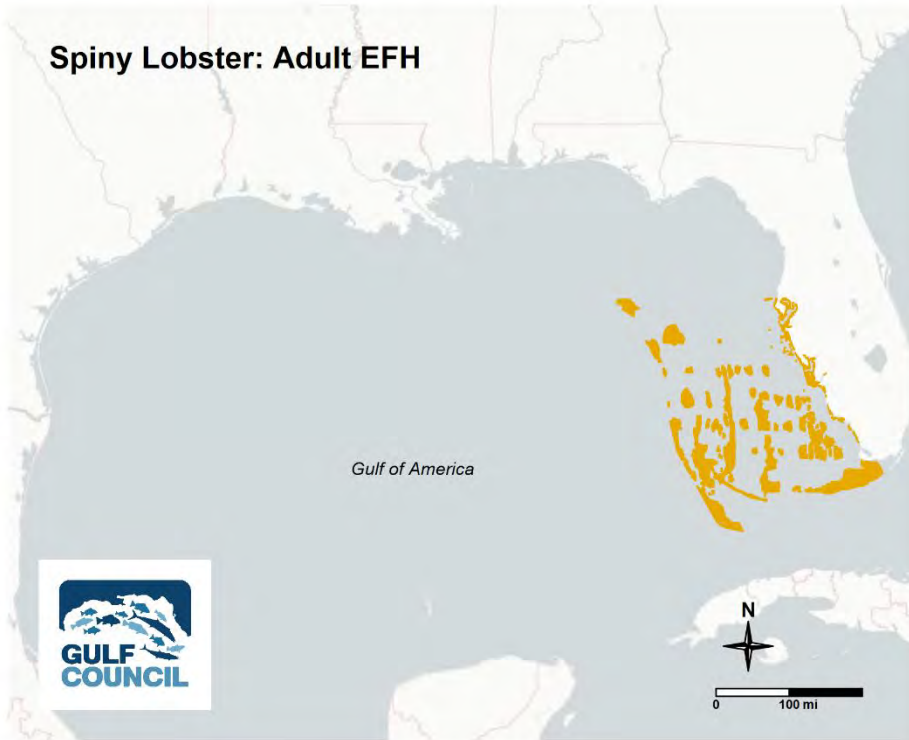 Spiny Lobster: Adult EFH
Gulf of America
GULF
COUNCIL
N
0 100 mi